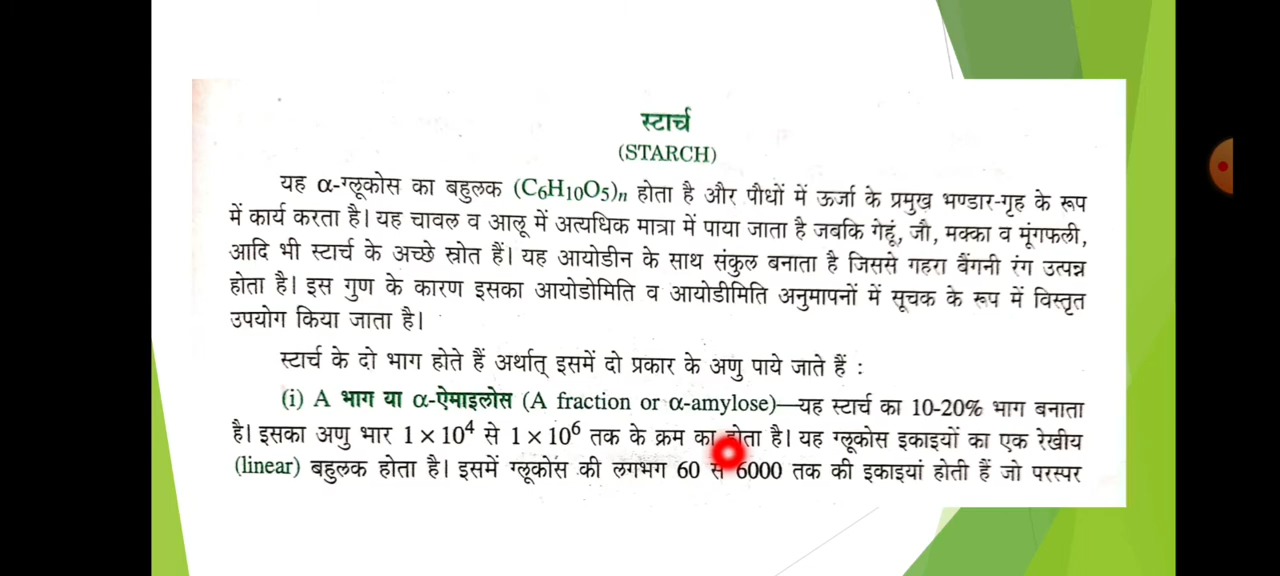 स्टार्च
(STARCH)
यह α-ग्लूकोस का बहुलक (C₆H₁₀O₅)ₙ होता है और पौधों में ऊर्जा के प्रमुख भण्डार-गृह के रूप
में कार्य करता है। यह चावल व आलू में अत्यधिक मात्रा में पाया जाता है जबकि गेहूं, जौ, मक्का व मूंगफली,
आदि भी स्टार्च के अच्छे स्रोत हैं। यह आयोडीन के साथ संकुल बनाता है जिससे गहरा बैंगनी रंग उत्पन्न
होता है। इस गुण के कारण इसका आयोडोमिति व आयोडीमिति अनुमापनों में सूचक के रूप में विस्तृत
उपयोग किया जाता है।
स्टार्च के दो भाग होते हैं अर्थात् इसमें दो प्रकार के अणु पाये जाते हैं :
(i) A भाग या α-ऐमाइलोस (A fraction or α-amylose)—यह स्टार्च का 10-20% भाग बनाता
है। इसका अणु भार 1 × 10⁴ से 1 × 10⁶ तक के क्रम का होता है। यह ग्लूकोस इकाइयों का एक रेखीय
(linear) बहुलक होता है। इसमें ग्लूकोस की लगभग 60 से 6000 तक की इकाइयां होती हैं जो परस्पर